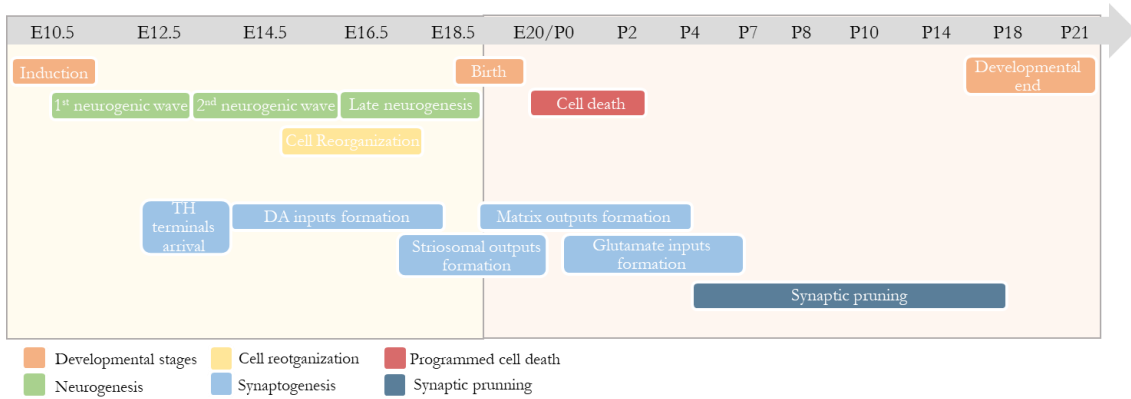 E10.5 E12.5 E14.5 E16.5 E18.5 E20/P0 P2 P4 P7 P8 P10 P14 P18 P21
Induction
Birth
Developmental
end
1st neurogenic wave
2nd neurogenic wave
Late neurogenesis
Cell death
Cell Reorganization
TH
terminals
arrival
DA inputs formation
Matrix outputs formation
Striosomal outputs
formation
Glutamate inputs
formation
Synaptic pruning
Developmental stages
Cell reotganization
Programmed cell death
Neurogenesis
Synaptogenesis
Synaptic prunning